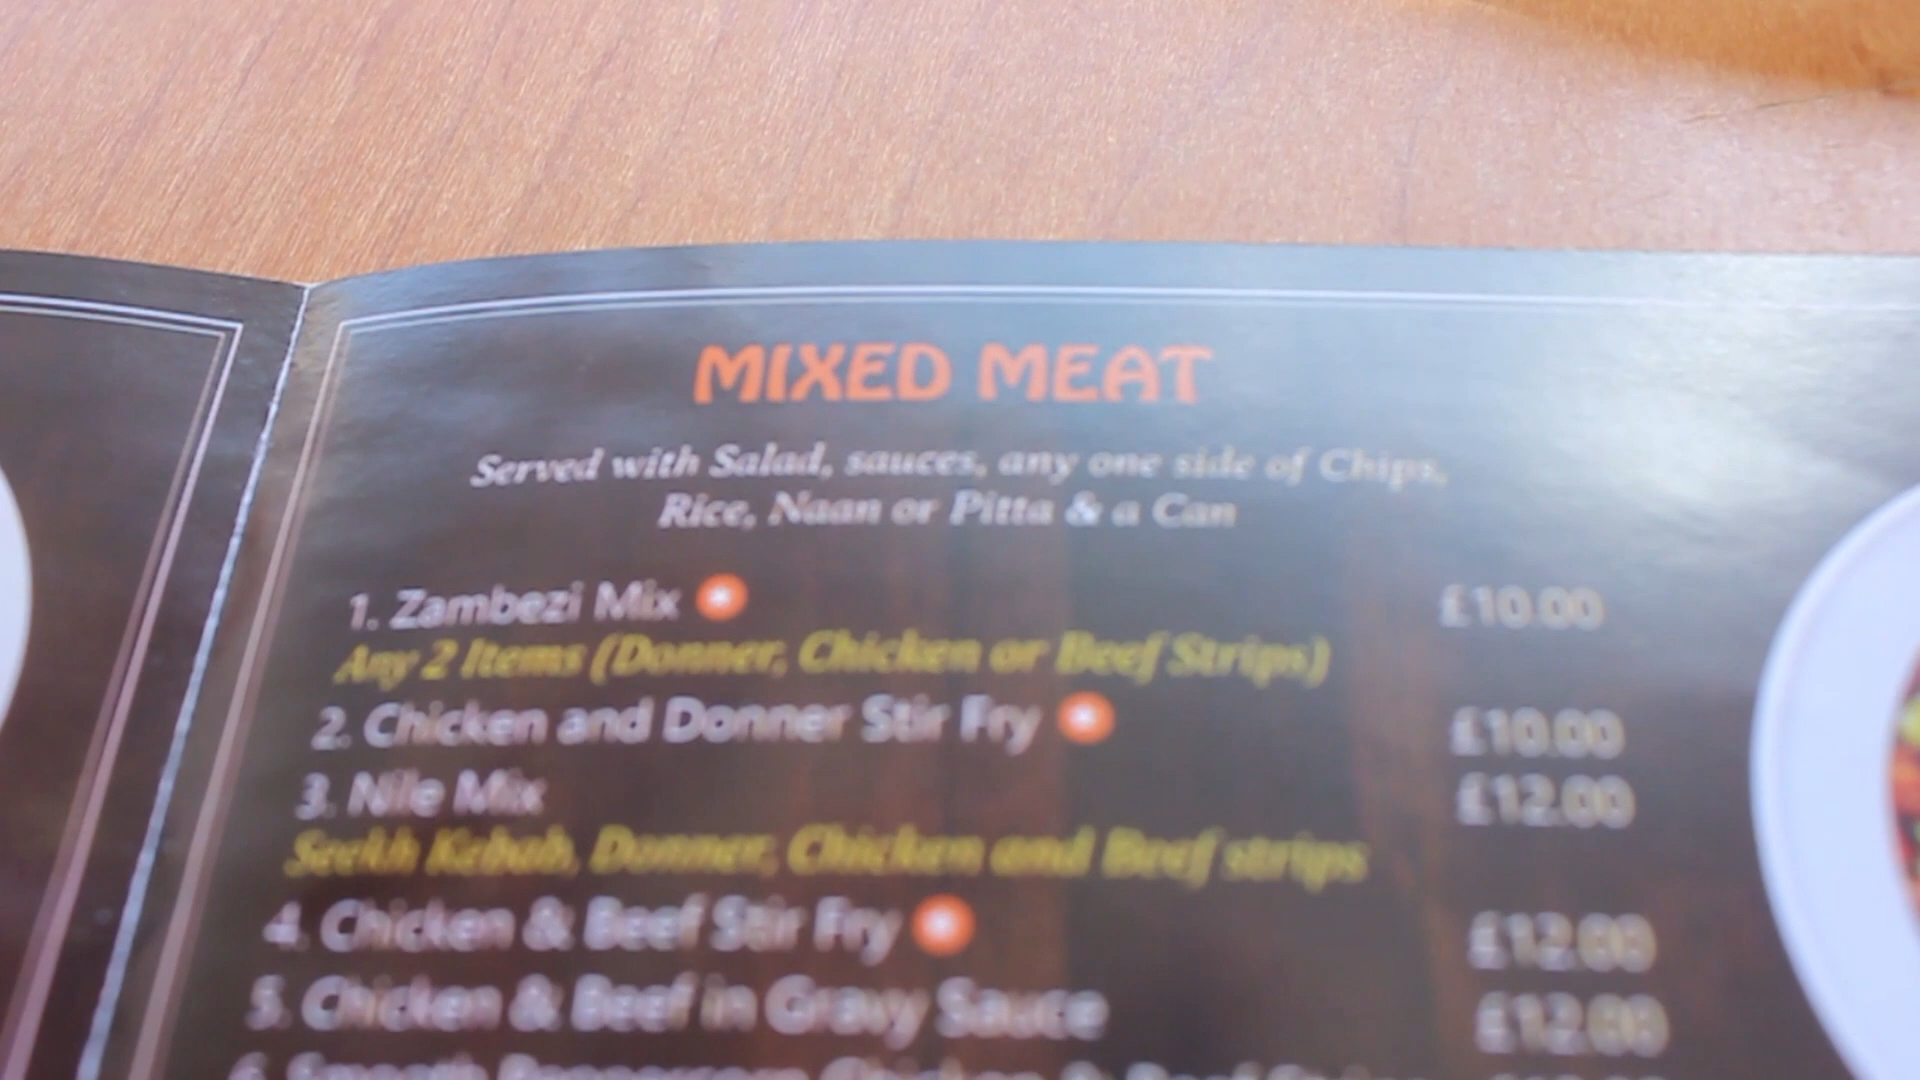 MIXED MEAT
Served with Salad, sauces, any one side of Chips,
Rice, Naan or Pitta & a Can
1. Zambezi Mix £10.00
Any 2 Items (Donner, Chicken or Beef Strips)
2. Chicken and Donner Stir Fry £10.00
3. Nile Mix £12.00
Seekh Kebab, Donner, Chicken and Beef strips
4. Chicken & Beef Stir Fry £12.00
5. Chicken & Beef in Gravy Sauce £12.00